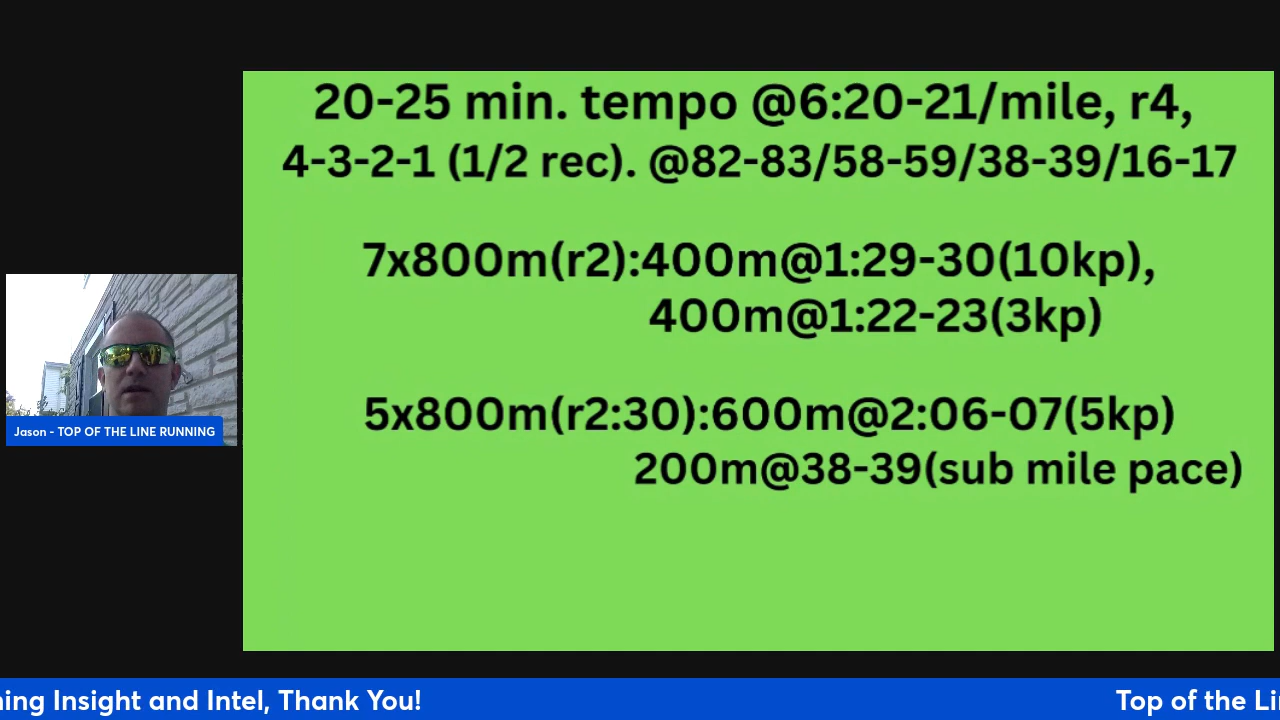 20-25 min. tempo @6:20-21/mile, r4,
4-3-2-1 (1/2 rec). @82-83/58-59/38-39/16-17
7x800m(r2):400m@1:29-30(10kp),
400m@1:22-23(3kp)
5x800m(r2:30):600m@2:06-07(5kp)
200m@38-39(sub mile pace)
Jason - TOP OF THE LINE RUNNING
ning Insight and Intel, Thank You!
Top of the Li